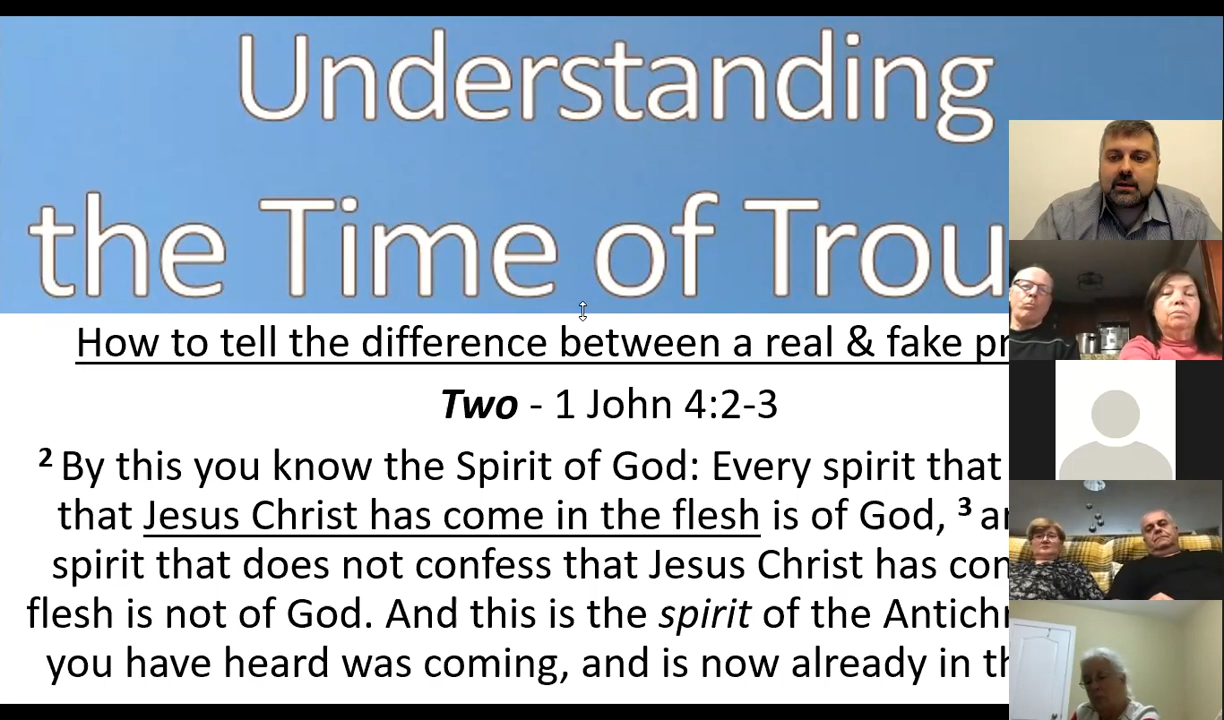 Understanding
the Time of Trou
How to tell the difference between a real & fake pr
Two - 1 John 4:2-3
2 By this you know the Spirit of God: Every spirit that
that Jesus Christ has come in the flesh is of God, 3 an
spirit that does not confess that Jesus Christ has com
flesh is not of God. And this is the spirit of the Antichr
you have heard was coming, and is now already in th